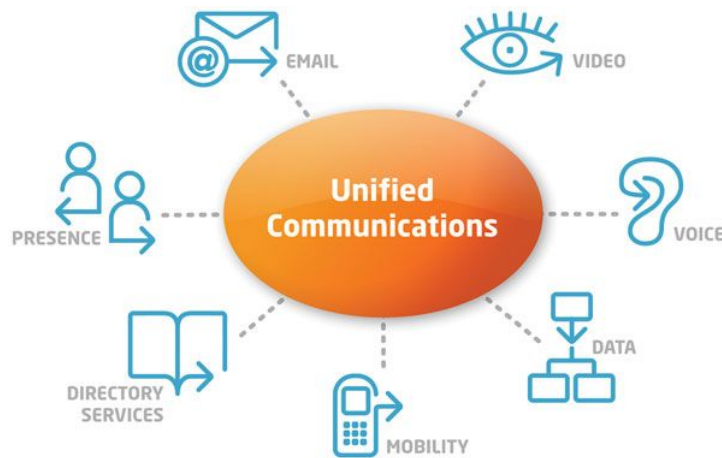 EMAIL
VIDEO
Unified
Communications
PRESENCE
VOICE
DIRECTORY
SERVICES
DATA
MOBILITY
@